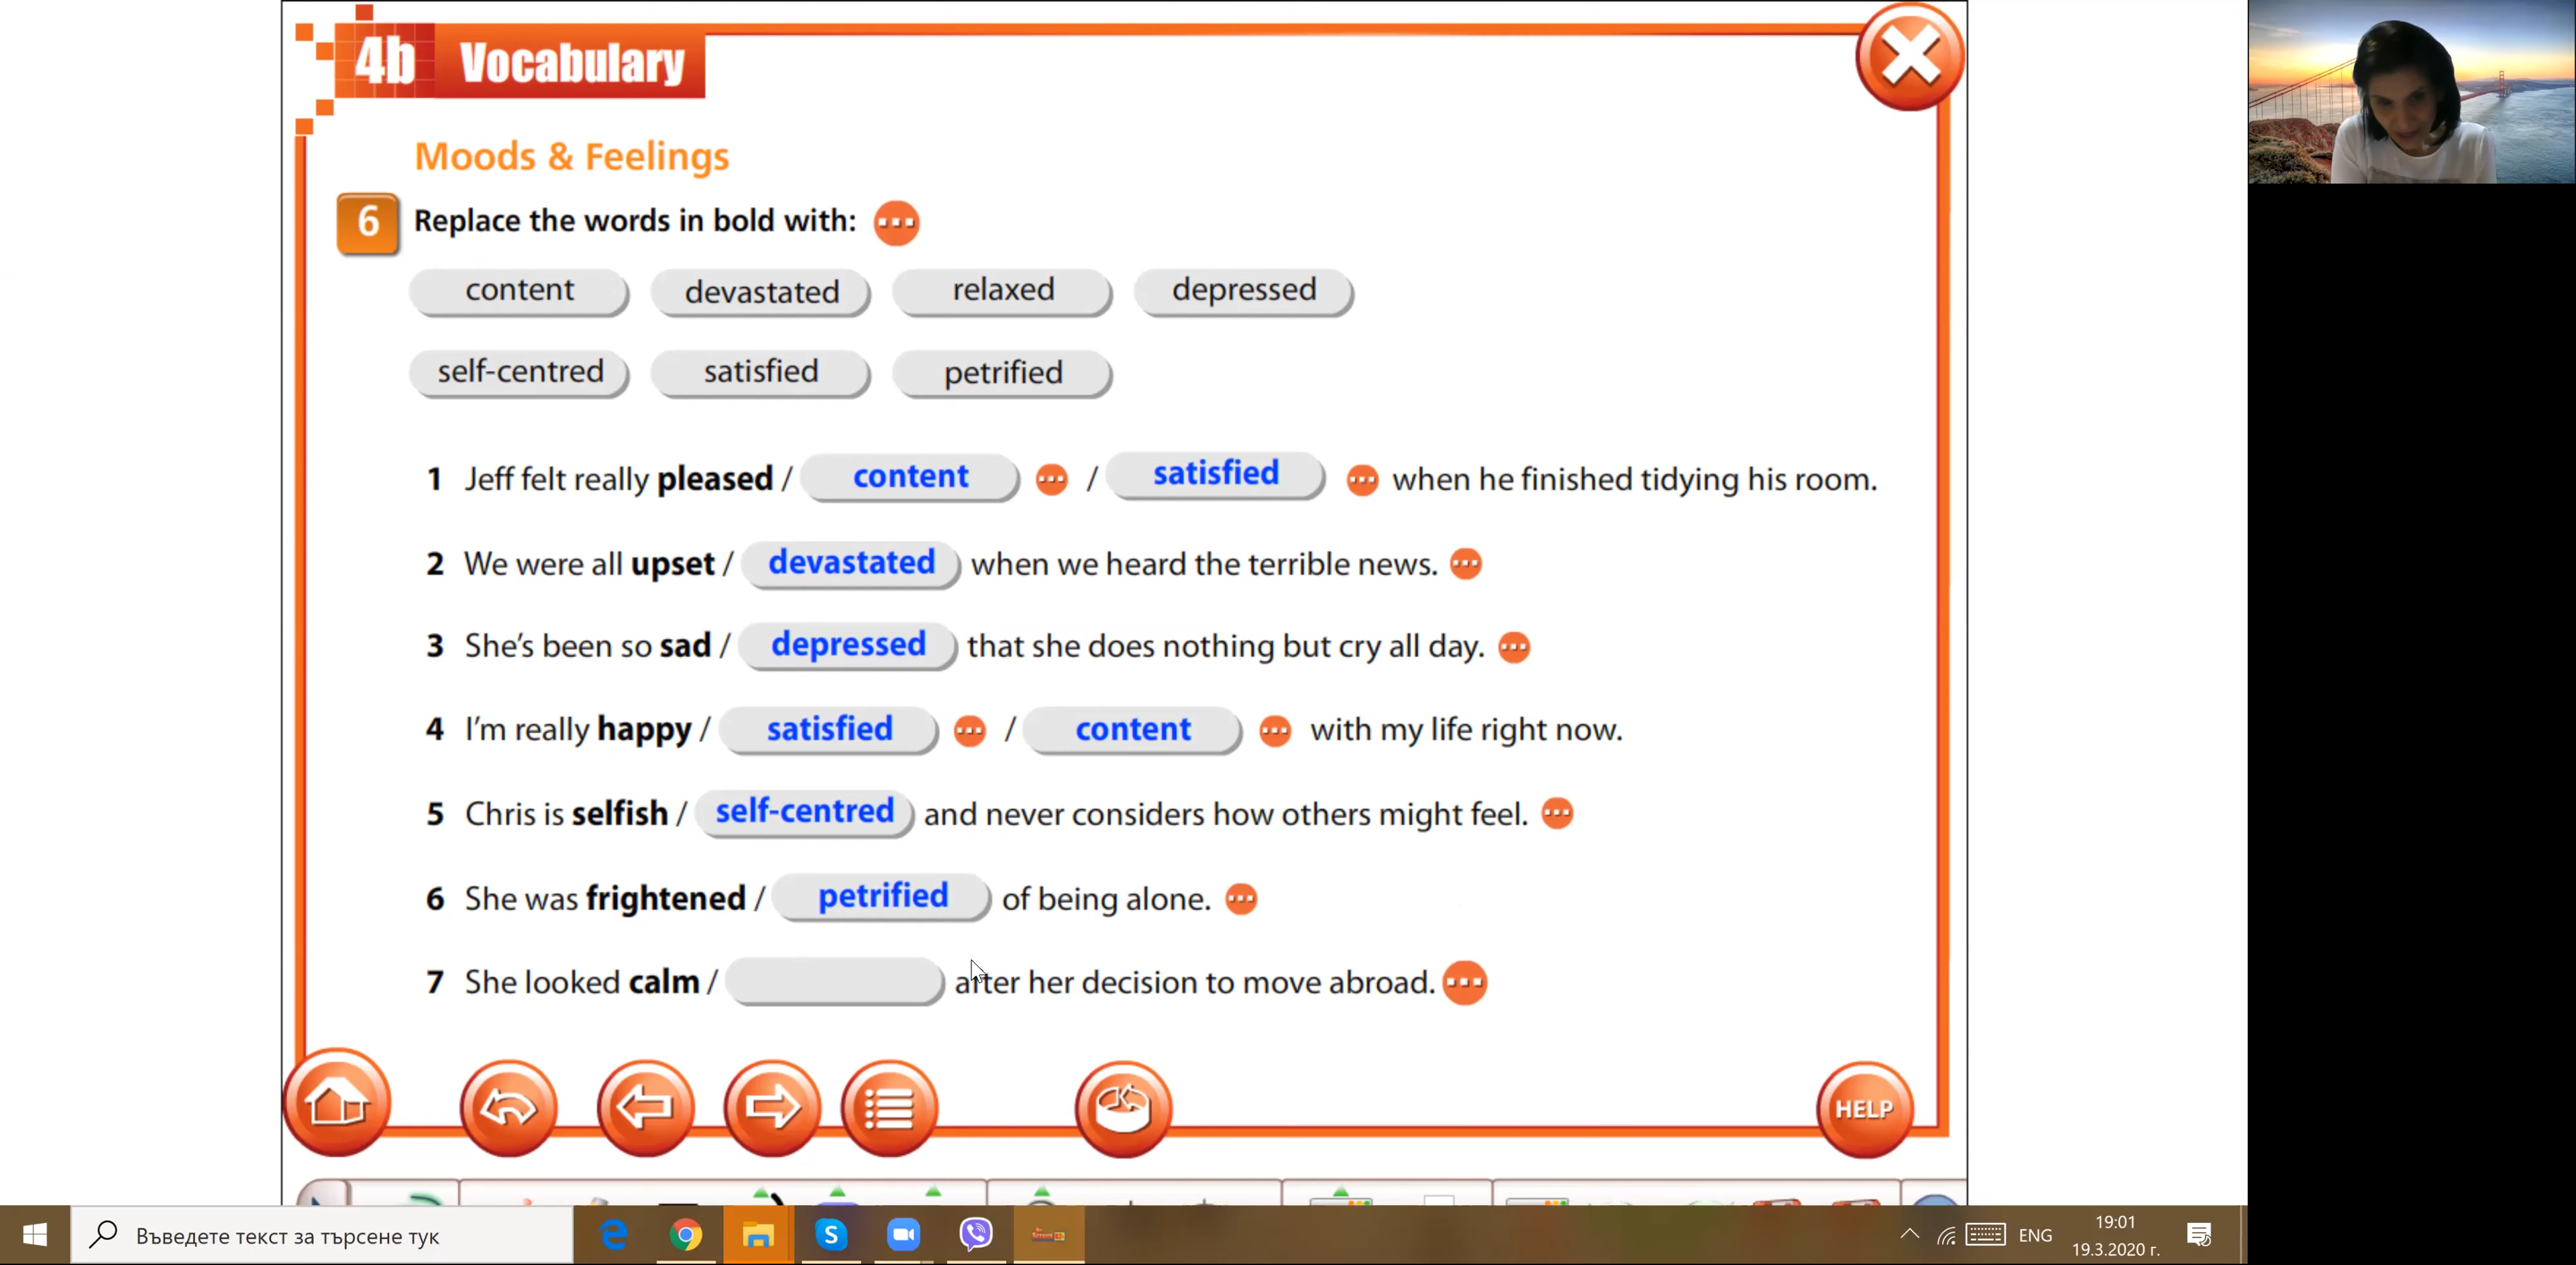 4b Vocabulary
Moods & Feelings
6 Replace the words in bold with:
content devastated relaxed depressed
self-centred satisfied petrified
1 Jeff felt really pleased / content / satisfied when he finished tidying his room.
2 We were all upset / devastated when we heard the terrible news.
3 She's been so sad / depressed that she does nothing but cry all day.
4 I'm really happy / satisfied / content with my life right now.
5 Chris is selfish / self-centred and never considers how others might feel.
6 She was frightened / petrified of being alone.
7 She looked calm / after her decision to move abroad.
HELP
Въведете текст за търсене тук
ENG
19:01
19.3.2020 г.